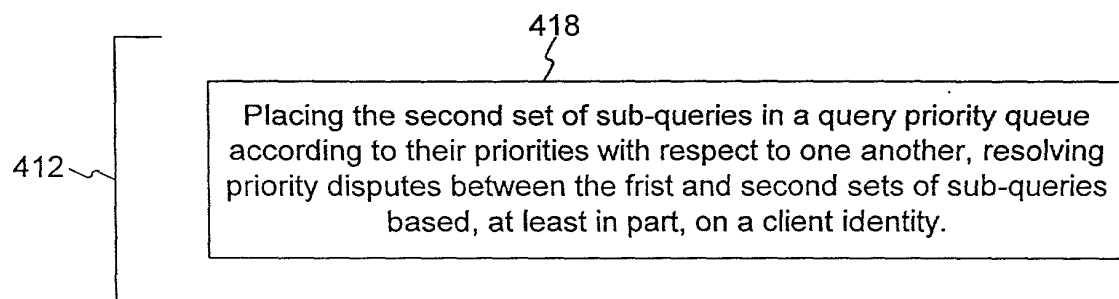 418
Placing the second set of sub-queries in a query priority queue
according to their priorities with respect to one another, resolving
priority disputes between the frist and second sets of sub-queries
based, at least in part, on a client identity.
412